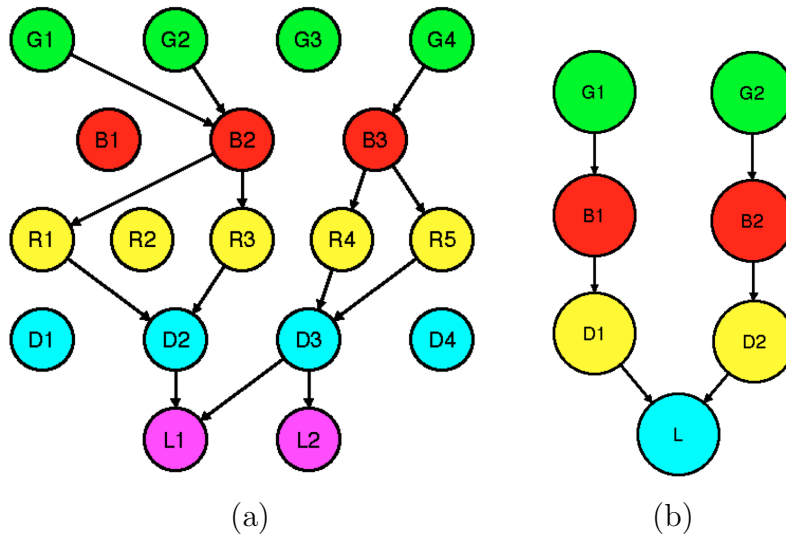 G1 G2 G3 G4
B1 B2 B3
R1 R2 R3 R4 R5
D1 D2 D3 D4
L1 L2
(a)
G1 G2
B1 B2
D1 D2
L
(b)